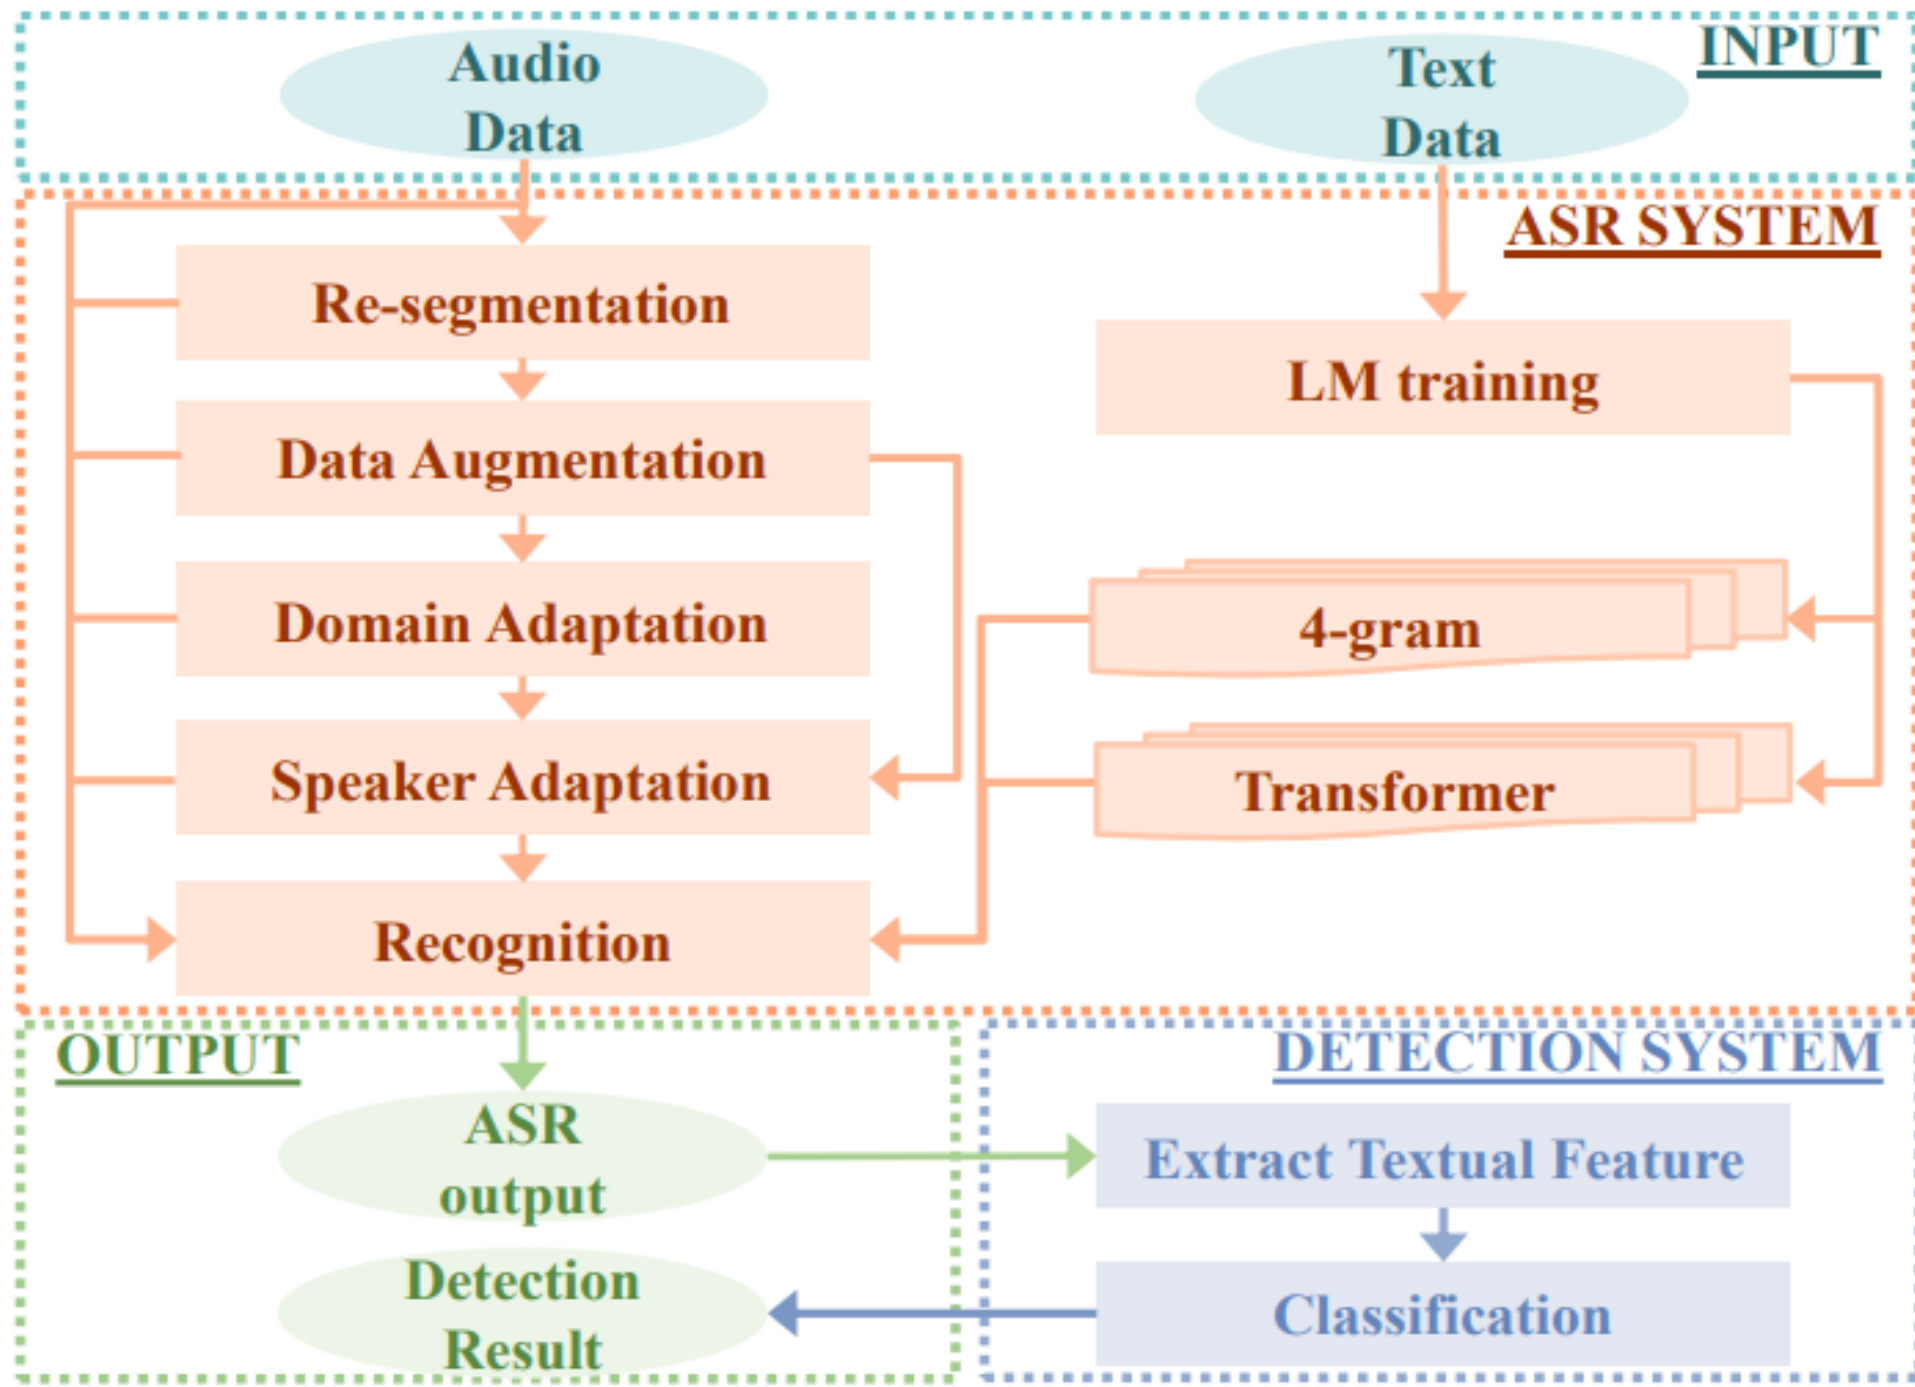 INPUT
Audio
Data
Text
Data
ASR SYSTEM
Re-segmentation
Data Augmentation
Domain Adaptation
Speaker Adaptation
Recognition
LM training
4-gram
Transformer
OUTPUT
ASR
output
Detection
Result
DETECTION SYSTEM
Extract Textual Feature
Classification